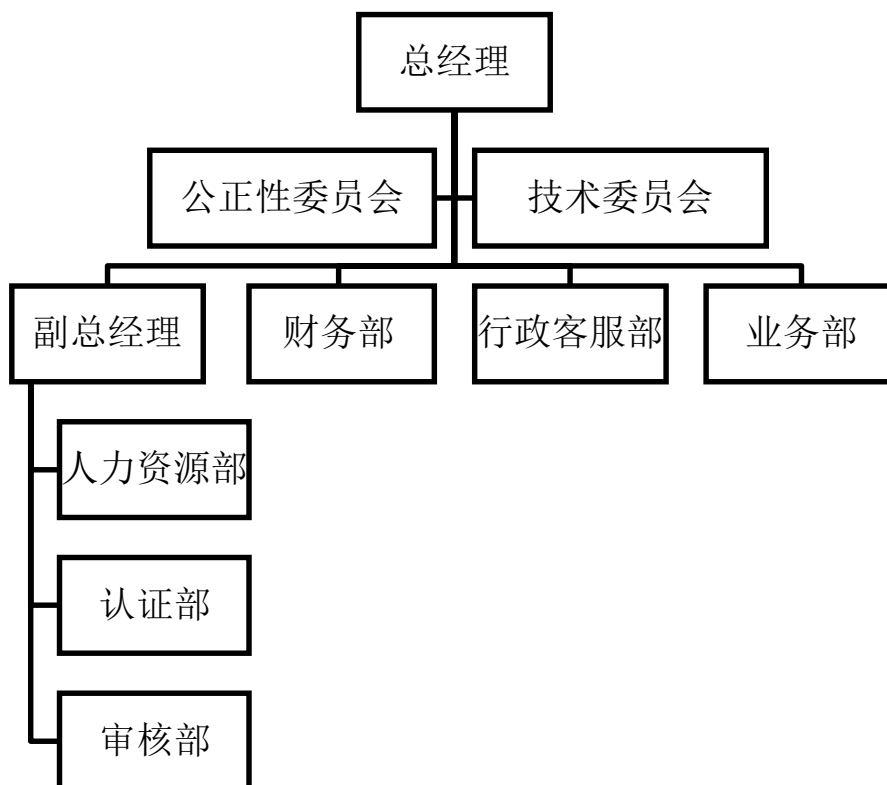 总经理
公正性委员会
技术委员会
副总经理
财务部
行政客服部
业务部
人力资源部
认证部
审核部